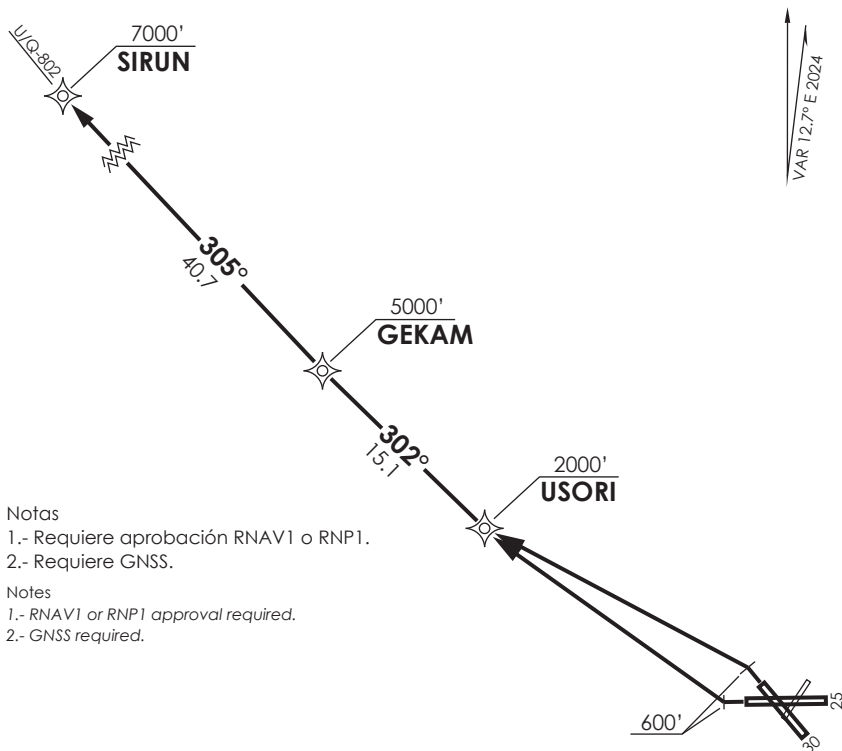 U/Q-802
7000'
SIRUN
VAR 12.7° E 2024
305°
40.7
5000'
GEKAM
302°
15.1
2000'
USORI
Notas
1.- Requiere aprobación RNAV1 o RNP1.
2.- Requiere GNSS.
Notes
1.- RNAV1 or RNP1 approval required.
2.- GNSS required.
600'
25
30